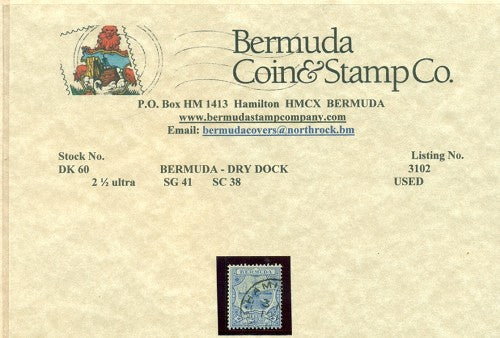 Bermuda
Coin&Stamp Co.
P.O. Box HM 1413 Hamilton HMCX BERMUDA
www.bermudastampcompany.com
Email: bermudacovers@northrock.bm
Stock No. Listing No.
DK 60 BERMUDA - DRY DOCK 3102
2 ½ ultra SG 41 SC 38 USED
BERMUDA
HAMIL